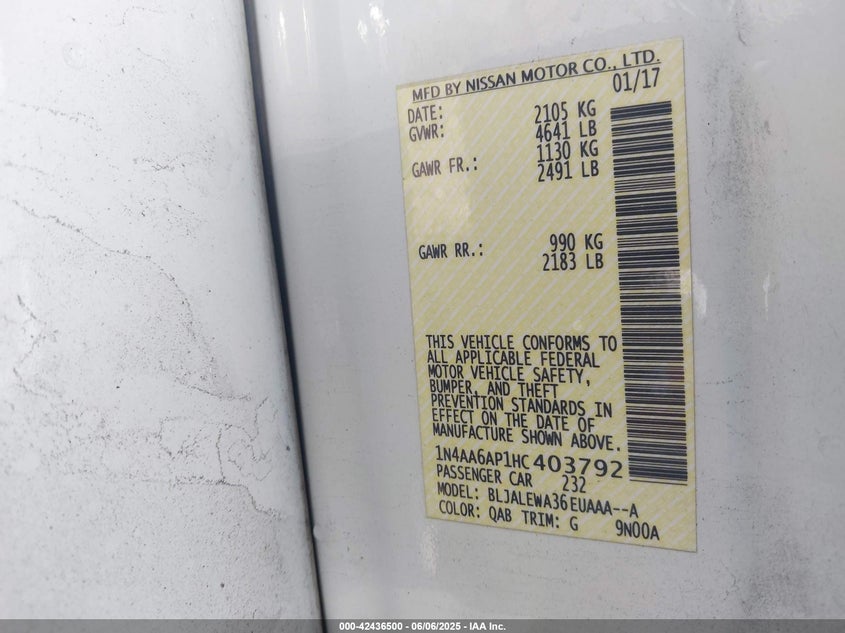 MFD BY NISSAN MOTOR CO., LTD.
DATE: 01/17
GVWR: 2105 KG
4641 LB
GAWR FR.: 1130 KG
2491 LB
GAWR RR.: 990 KG
2183 LB
THIS VEHICLE CONFORMS TO
ALL APPLICABLE FEDERAL
MOTOR VEHICLE SAFETY,
BUMPER, AND THEFT
PREVENTION STANDARDS IN
EFFECT ON THE DATE OF
MANUFACTURE SHOWN ABOVE.
1N4AA6AP1HC403792
PASSENGER CAR 232
MODEL: BLJALEWA36EUAAA--A
COLOR: QAB TRIM: G 9N00A
000-42436500 - 06/06/2025 - IAA Inc.